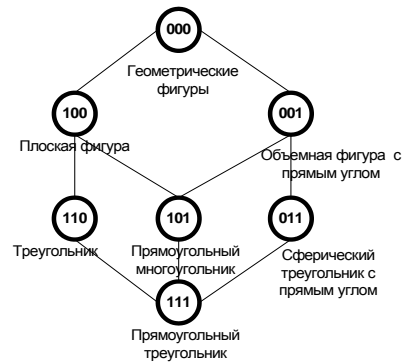 000
Геометрические
фигуры
100
001
Плоская фигура
Объемная фигура с
прямым углом
110
101
011
Треугольник
Прямоугольный
многоугольник
Сферический
треугольник с
прямым углом
111
Прямоугольный
треугольник